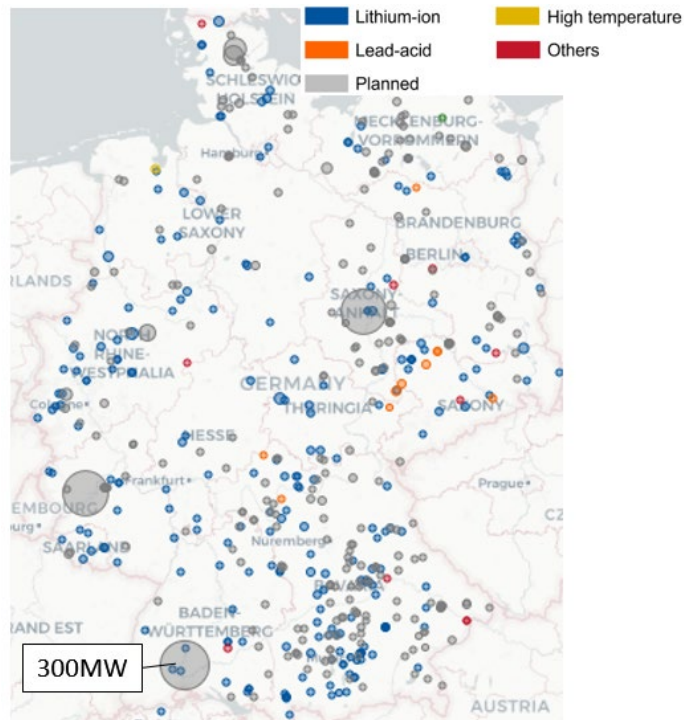 Lithium-ion
High temperature
Lead-acid
Others
Planned
SCHLESWIG
HOLSTEIN
MECKLENBURG-
VORPOMMERN
Hamburg
LOWER
SAXONY
BRANDENBURG
BERLIN
RLANDS
SAXONY-
ANHALT
NORTH
RHINE-
WESTPHALIA
GERMANY
Cologne
THURINGIA
SAXONY
HESSE
Frankfurt
Prague
EMBOURG
urg
CZ
Nuremberg
SAARLAND
BAVARIA
BADEN-
WÜRTTEMBERG
RAND EST
300MW
AUSTRIA